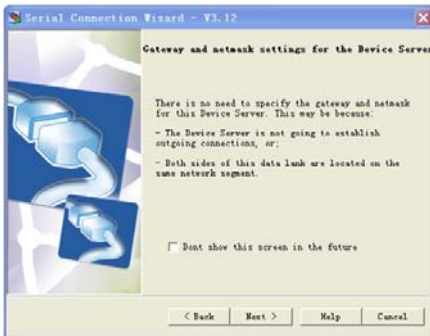 Serial Connection Wizard - V3.12
Gateway and netmask settings for the Device Server
There is no need to specify the gateway and netmask
for this Device Server. This may be because:
- The Device Server is not going to establish
outgoing connections, or;
- Both sides of this data lank are located on the
same network segment.
Dont show this screen in the future
< Back
Next >
Help
Cancel